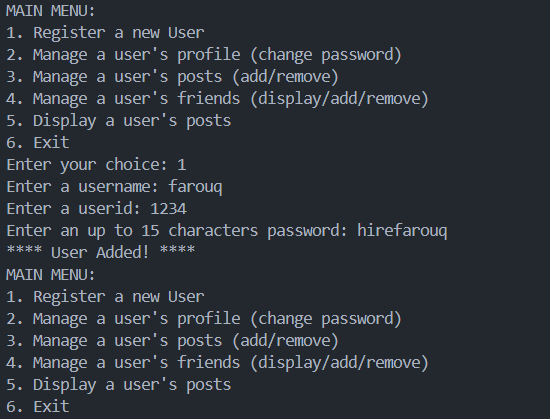 MAIN MENU:
1. Register a new User
2. Manage a user's profile (change password)
3. Manage a user's posts (add/remove)
4. Manage a user's friends (display/add/remove)
5. Display a user's posts
6. Exit
Enter your choice: 1
Enter a username: farouq
Enter a userid: 1234
Enter an up to 15 characters password: hirefarouq
**** User Added! ****
MAIN MENU:
1. Register a new User
2. Manage a user's profile (change password)
3. Manage a user's posts (add/remove)
4. Manage a user's friends (display/add/remove)
5. Display a user's posts
6. Exit